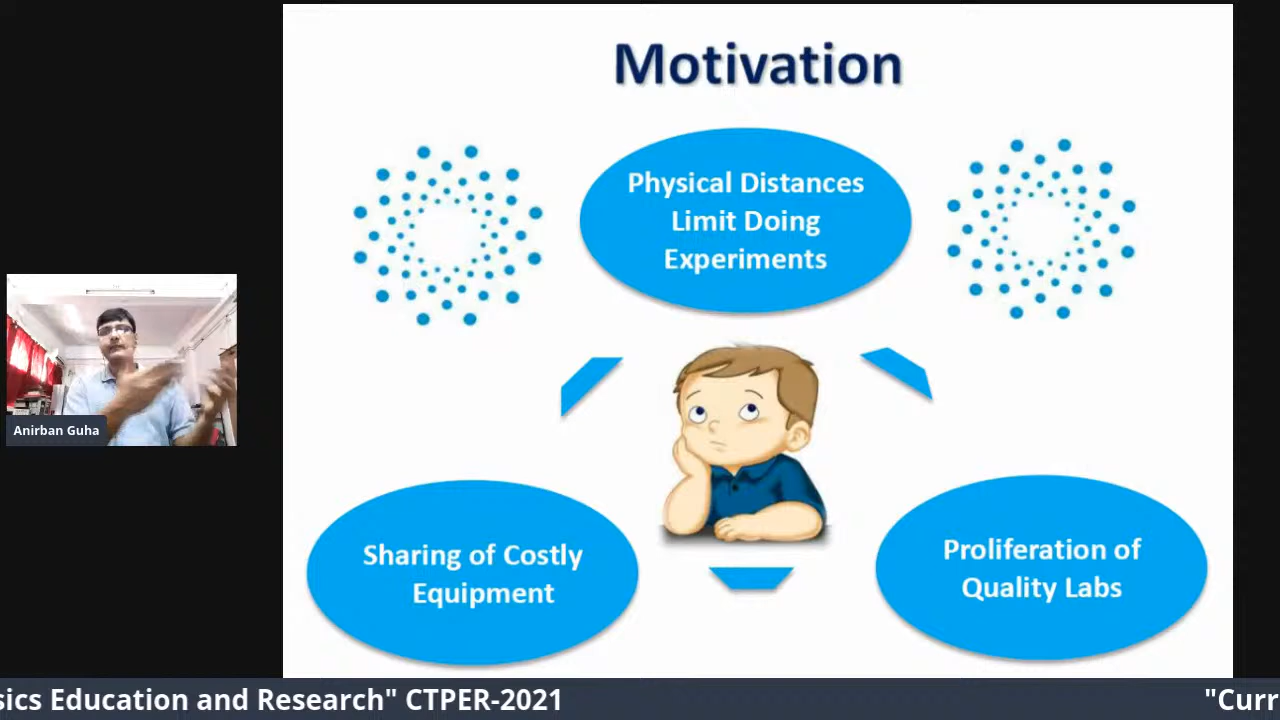 Motivation
Physical Distances
Limit Doing
Experiments
Anirban Guha
Sharing of Costly
Equipment
Proliferation of
Quality Labs
sics Education and Research" CTPER-2021
"Curr